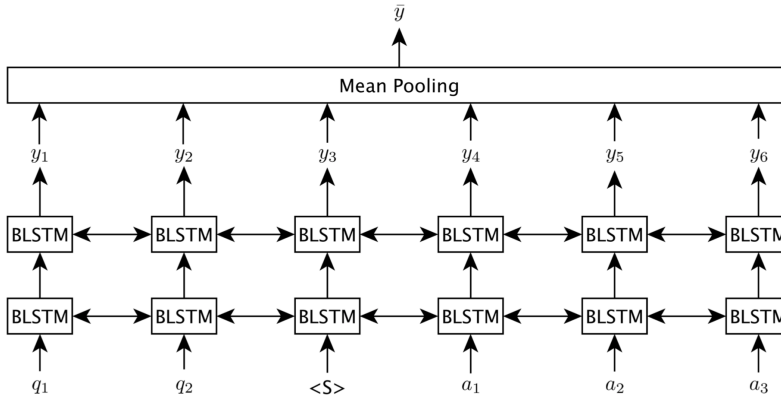 ȳ
Mean Pooling
y₁ y₂ y₃ y₄ y₅ y₆
BLSTM BLSTM BLSTM BLSTM BLSTM BLSTM
BLSTM BLSTM BLSTM BLSTM BLSTM BLSTM
q₁ q₂ <S> a₁ a₂ a₃